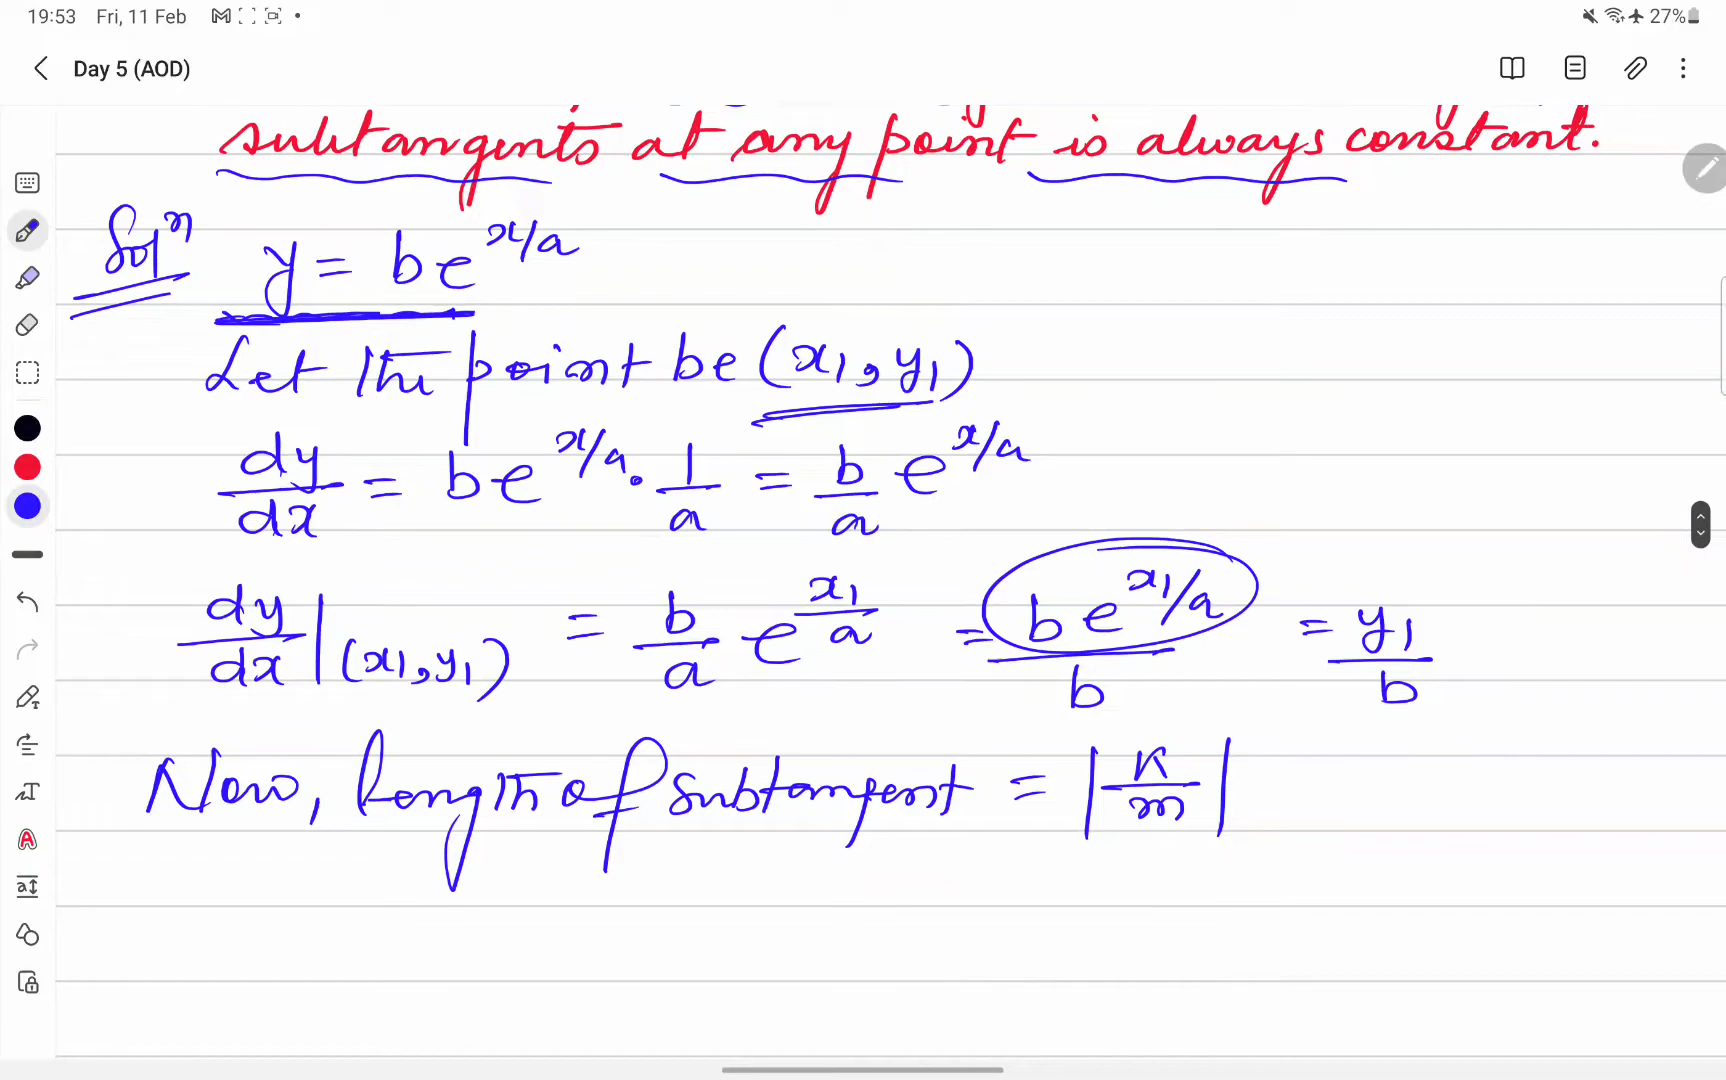 19:53 Fri, 11 Feb 27%
Day 5 (AOD)
subtangents at any point is always constant.
Solⁿ y = be^{x/a}
Let the point be (x₁, y₁)
dy/dx = be^{x/a} · 1/a = b/a e^{x/a}
dy/dx |(x₁, y₁) = b/a e^{x₁/a} = be^{x₁/a}/b = y₁/b
Now, length of subtangent = |k/m|